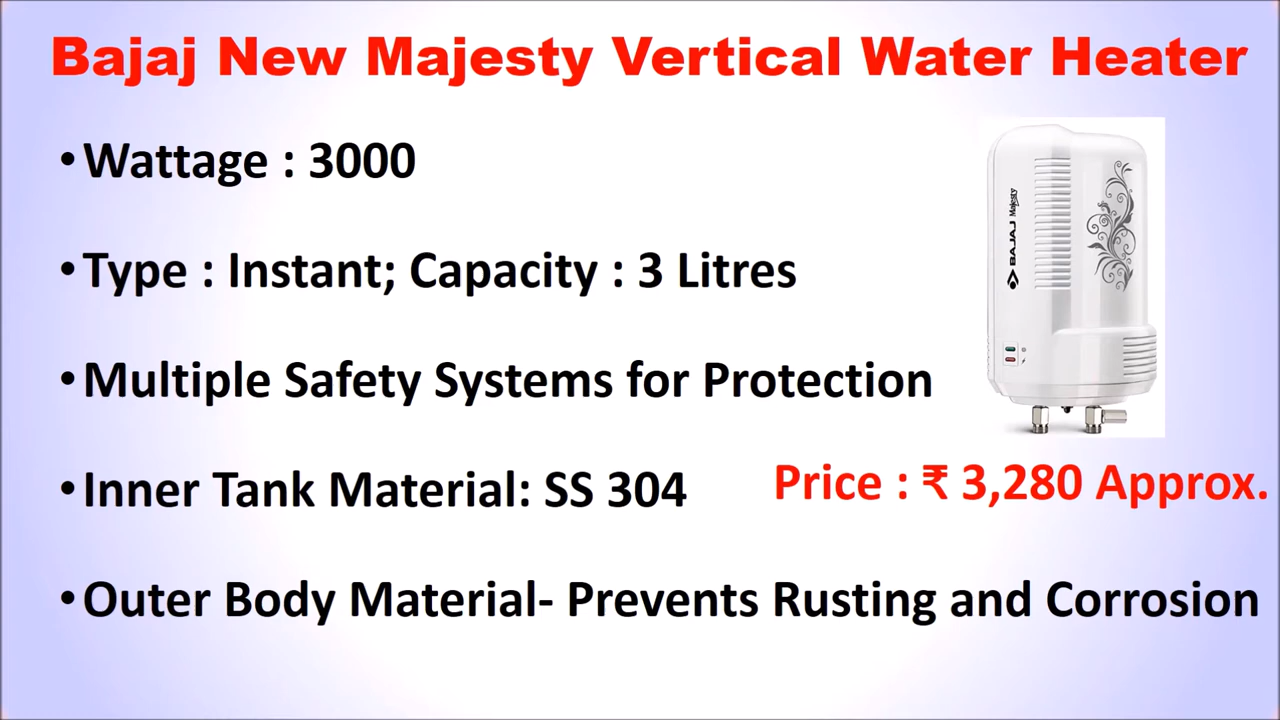 Bajaj New Majesty Vertical Water Heater
•Wattage : 3000
•Type : Instant; Capacity : 3 Litres
•Multiple Safety Systems for Protection
BAJAJ Majesty
•Inner Tank Material: SS 304
Price : ₹ 3,280 Approx.
•Outer Body Material- Prevents Rusting and Corrosion